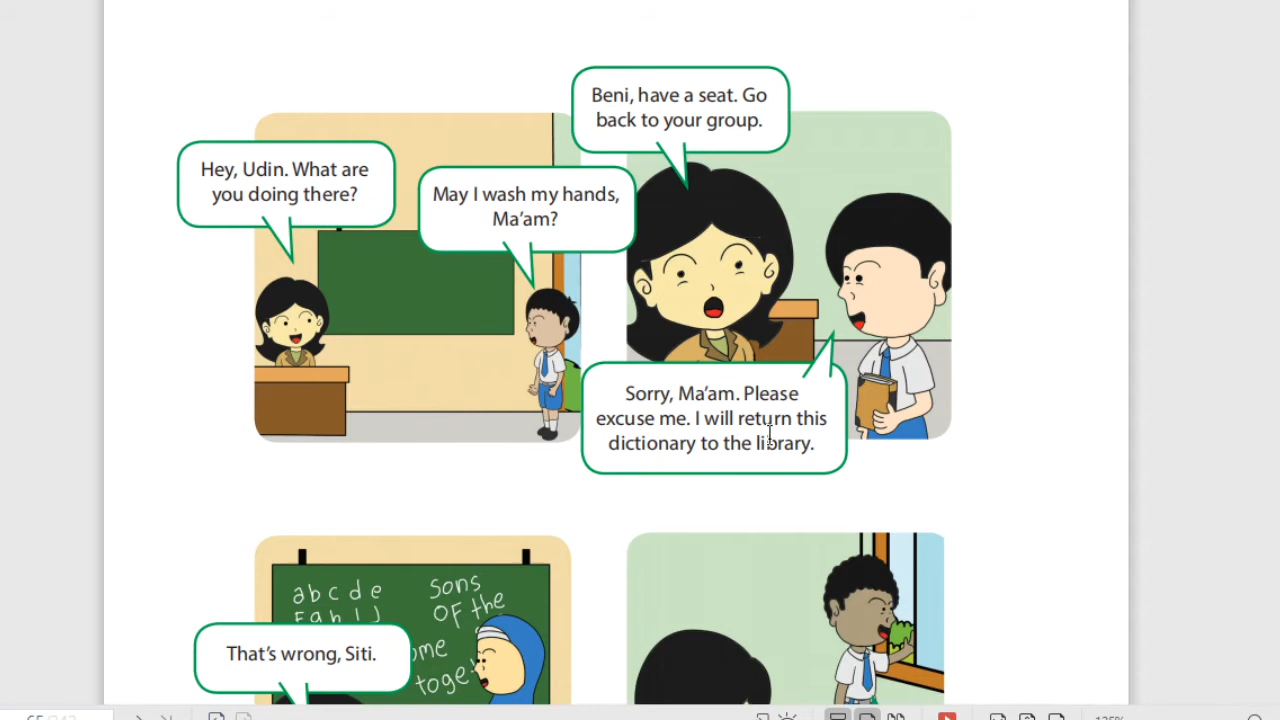 Beni, have a seat. Go
back to your group.
Hey, Udin. What are
you doing there?
May I wash my hands,
Ma’am?
Sorry, Ma’am. Please
excuse me. I will return this
dictionary to the library.
a b c d e
sons
OF the
That’s wrong, Siti.